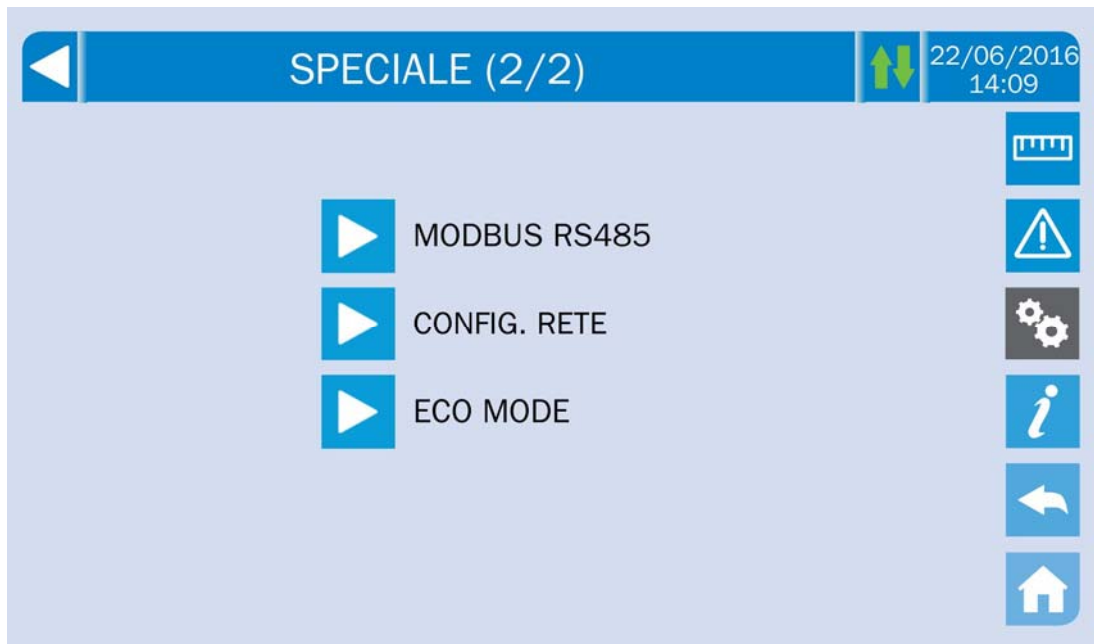 SPECIALE (2/2)
22/06/2016
14:09
MODBUS RS485
CONFIG. RETE
i
ECO MODE